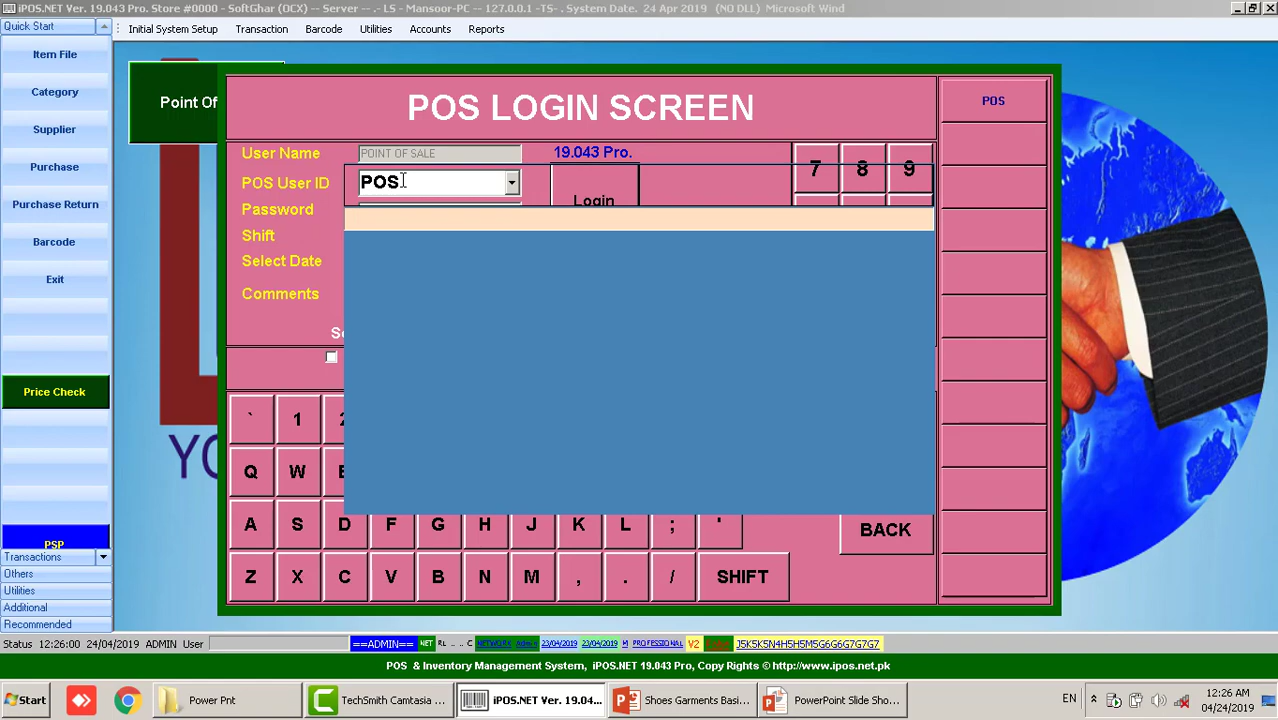 iPOS.NET Ver. 19.043 Pro. Store #0000 - SoftGhar (OCX) -- Server -- .- LS - Mansoor-PC -- 127.0.0.1 -TS- . System Date. 24 Apr 2019 (NO DLL) Microsoft Wind
Quick Start
Initial System Setup
Transaction
Barcode
Utilities
Accounts
Reports
Item File
Category
Supplier
Purchase
Purchase Return
Barcode
Exit
Price Check
PSP
Transactions
Others
Utilities
Additional
Recommended
Point Of
YO
POS LOGIN SCREEN
POS
User Name
POINT OF SALE
19.043 Pro.
POS User ID
POS
Login
Password
Shift
Select Date
Comments
7 8 9
` 1
Q W
A S D F G H J K L ; '
BACK
Z X C V B N M , . / SHIFT
Status: 12:26:00 24/04/2019 ADMIN User
==ADMIN==
NET
RL
C
NETWORK
Admin
23/04/2019
23/04/2019
M
PROFESSIONAL
V2
J5K5K5N4H5H5M5G6G6G7G7G7
POS & Inventory Management System, iPOS.NET 19.043 Pro, Copy Rights © http://www.ipos.net.pk
Start
Power Pnt
TechSmith Camtasia ...
iPOS.NET Ver. 19.04...
Shoes Garments Basi...
PowerPoint Slide Sho...
EN
12:26 AM
04/24/2019